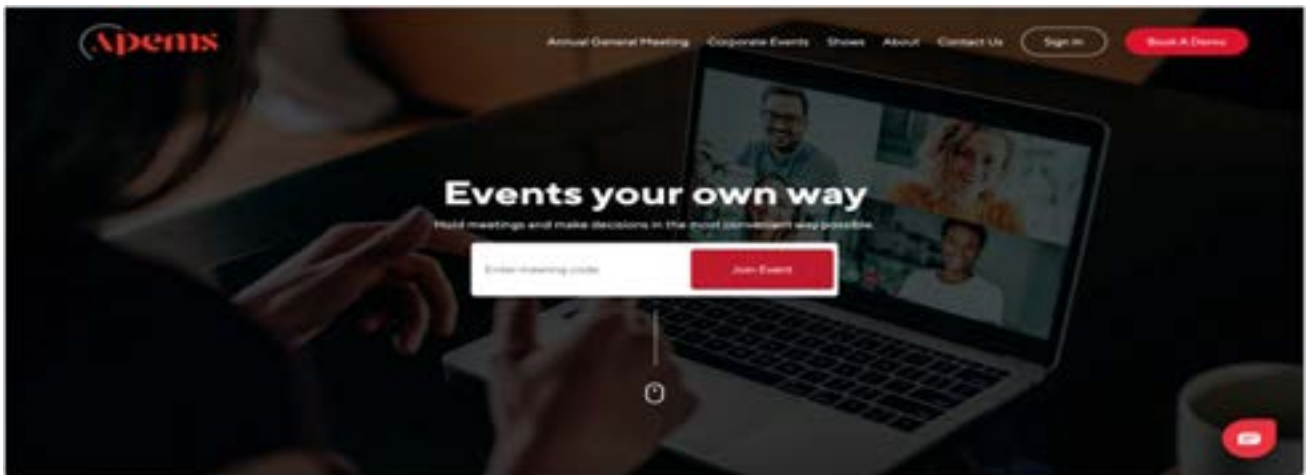 Apems
Annual General Meeting Corporate Events Shows About Contact Us Sign In Book A Demo
Events your own way
Hold meetings and make decisions in the most convenient way possible.
Enter meeting code Join Event